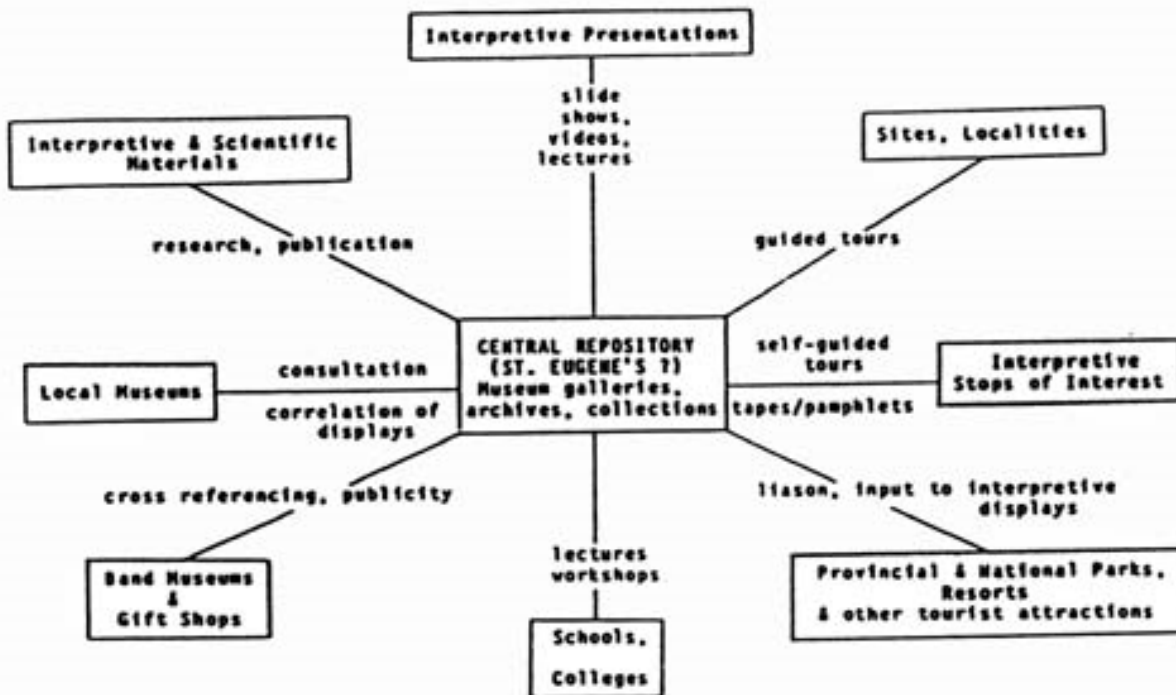 Interpretive Presentations
slide
shows,
videos,
lectures
Interpretive & Scientific
Materials
Sites, Localities
research, publication
guided tours
CENTRAL REPOSITORY
(ST. EUGENE'S ?)
Museum galleries,
archives, collections
consultation
Local Museums
correlation of
displays
self-guided
tours
Interpretive
Stops of Interest
tapes/pamphlets
cross referencing, publicity
liason, input to interpretive
displays
Band Museums
&
Gift Shops
lectures
workshops
Provincial & National Parks,
Resorts
& other tourist attractions
Schools,
Colleges